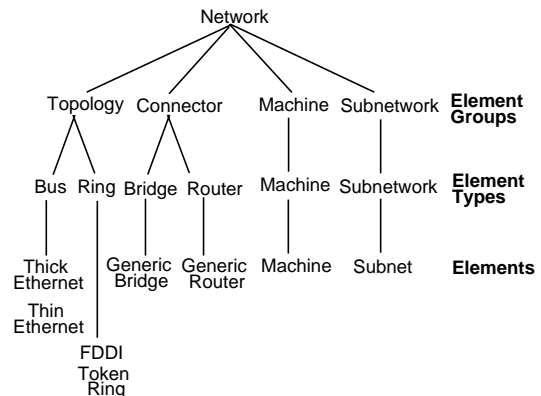 Network
Topology Connector Machine Subnetwork Element
Groups
Bus Ring Bridge Router Machine Subnetwork Element
Types
Thick
Ethernet
Generic
Bridge
Generic
Router
Machine
Subnet
Elements
Thin
Ethernet
FDDI
Token
Ring